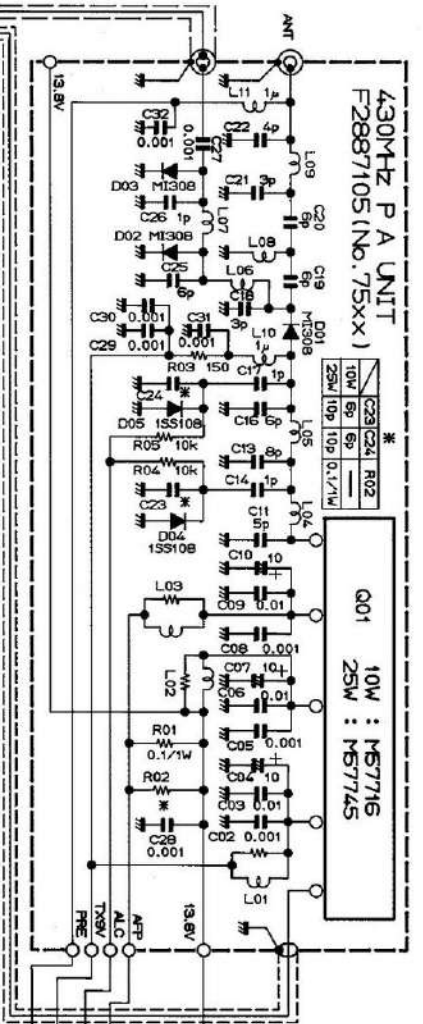 ANT
430MHz P A UNIT
F2887105 (No. 75xx)
13.8V
L11 1μ
C32
0.001
C27
0.001
C22 4p
L09
D03 MI308
C21 3p
C26 1p
L07
C20
6p
D02 MI308
L08
C25
6p
L06
C19
6p
C18
3p
D01
MI308
C30
0.001
C31
0.001
C29 0.001
L10
1μ
R03 150
C17 1p
C24
*
C16 6p
D05 1SS108
L05
R05 10k
R04 10k
C13 8p
C14 1p
C23
*
L04
D04
1SS108
C11
5p
*
C23 C24 R02
10W 6p 6p —
25W 10p 10p 0.1/1W
Q01
10W : M57716
25W : M57745
C10 10
+
C09 0.01
L03
C08 0.001
C07 10
+
L02
C06
0.01
C05
0.001
R01
0.1/1W
C04 10
+
R02
*
C03 0.01
C28
0.001
C02 0.001
L01
PRE
TX9V
ALC
AFP
13.8V